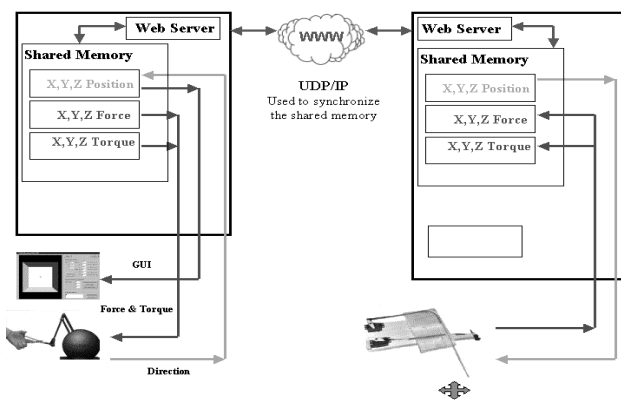 Web Server
Shared Memory
X,Y,Z Position
X,Y,Z Force
X,Y,Z Torque
GUI
Force & Torque
Direction
WWW
UDP/IP
Used to synchronize
the shared memory
Web Server
Shared Memory
X,Y,Z Position
X,Y,Z Force
X,Y,Z Torque